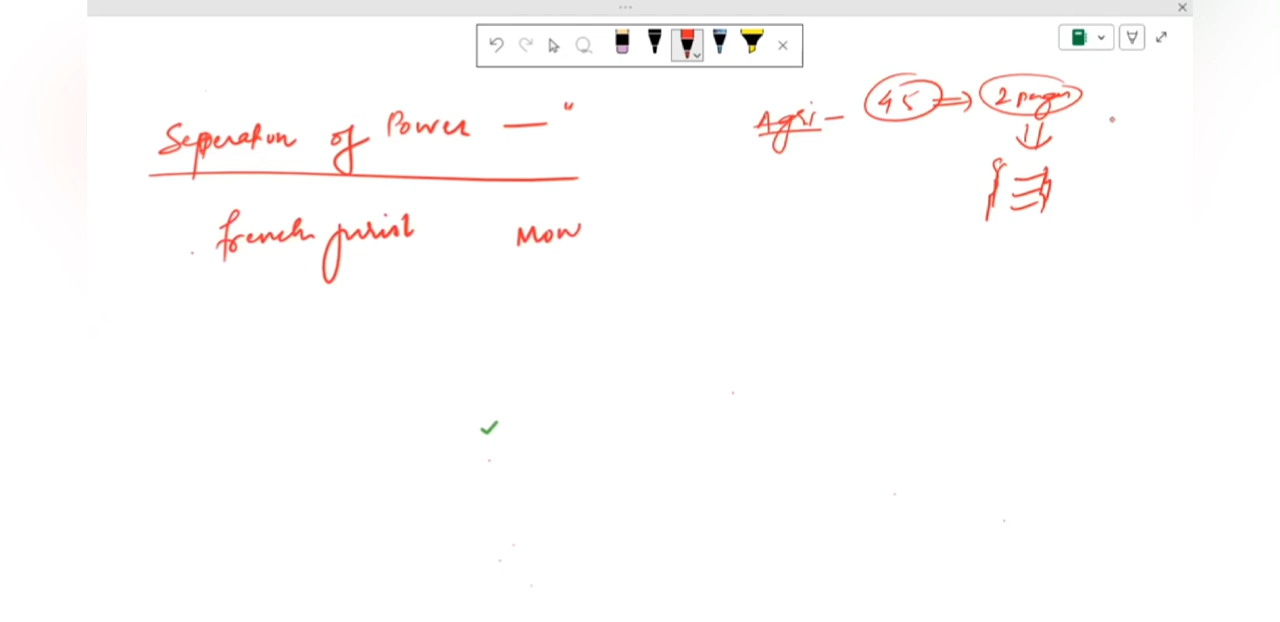 Seperation of Power — "
french jurist Mon
Agri - 45 => 2 pages